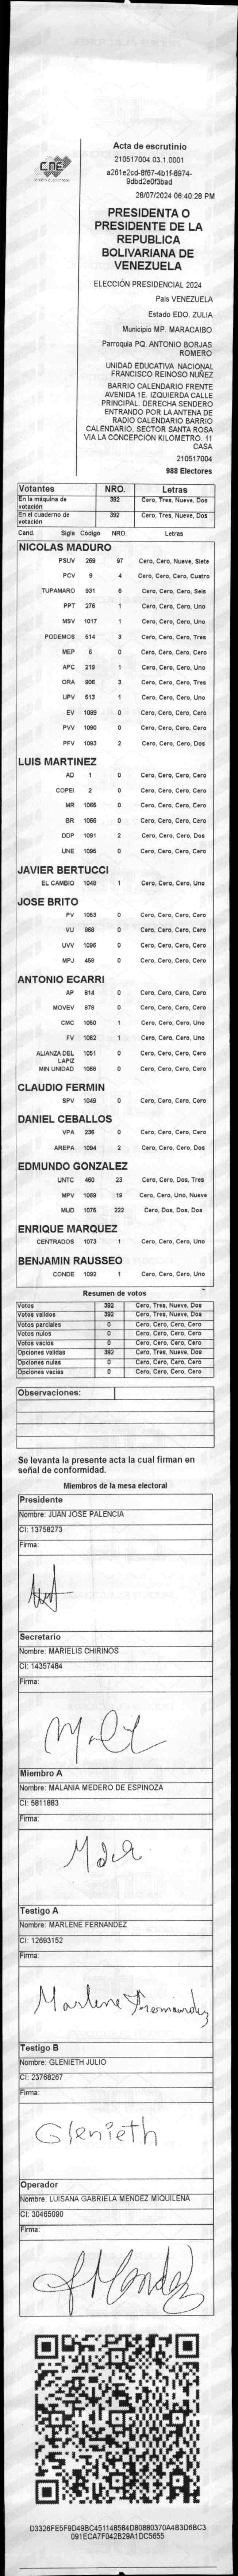 CNE
Acta de escrutinio
210517004.03.1.0001
a261e2cd-8f67-4b1f-8974-
9dbd2e0f3bad
28/07/2024 06:40:28 PM
PRESIDENTA O
PRESIDENTE DE LA
REPUBLICA
BOLIVARIANA DE
VENEZUELA
ELECCIÓN PRESIDENCIAL 2024
Pais VENEZUELA
Estado EDO. ZULIA
Municipio MP. MARACAIBO
Parroquia PQ. ANTONIO BORJAS
ROMERO
UNIDAD EDUCATIVA NACIONAL
FRANCISCO REINOSO NUÑEZ
BARRIO CALENDARIO FRENTE
AVENIDA 1E. IZQUIERDA CALLE
PRINCIPAL. DERECHA SENDERO
ENTRANDO POR LA ANTENA DE
RADIO CALENDARIO BARRIO
CALENDARIO, SECTOR SANTA ROSA
VIA LA CONCEPCION KILOMETRO. 11
CASA
210517004
988 Electores
Votantes NRO. Letras
En la máquina de votación 392 Cero, Tres, Nueve, Dos
En el cuaderno de votación 392 Cero, Tres, Nueve, Dos
Cand. Sigla Código NRO. Letras
NICOLAS MADURO
PSUV 269 97 Cero, Cero, Nueve, Siete
PCV 9 4 Cero, Cero, Cero, Cuatro
TUPAMARO 931 6 Cero, Cero, Cero, Seis
PPT 276 1 Cero, Cero, Cero, Uno
MSV 1017 1 Cero, Cero, Cero, Uno
PODEMOS 514 3 Cero, Cero, Cero, Tres
MEP 6 0 Cero, Cero, Cero, Cero
APC 219 1 Cero, Cero, Cero, Uno
ORA 906 3 Cero, Cero, Cero, Tres
UPV 513 1 Cero, Cero, Cero, Uno
EV 1089 0 Cero, Cero, Cero, Cero
PVV 1090 0 Cero, Cero, Cero, Cero
PFV 1093 2 Cero, Cero, Cero, Dos
LUIS MARTINEZ
AD 1 0 Cero, Cero, Cero, Cero
COPEI 2 0 Cero, Cero, Cero, Cero
MR 1055 0 Cero, Cero, Cero, Cero
BR 1066 0 Cero, Cero, Cero, Cero
DDP 1091 2 Cero, Cero, Cero, Dos
UNE 1095 0 Cero, Cero, Cero, Cero
JAVIER BERTUCCI
EL CAMBIO 1048 1 Cero, Cero, Cero, Uno
JOSE BRITO
PV 1053 0 Cero, Cero, Cero, Cero
VU 968 0 Cero, Cero, Cero, Cero
UVV 1096 0 Cero, Cero, Cero, Cero
MPJ 458 0 Cero, Cero, Cero, Cero
ANTONIO ECARRI
AP 814 0 Cero, Cero, Cero, Cero
MOVEV 878 0 Cero, Cero, Cero, Cero
CMC 1050 1 Cero, Cero, Cero, Uno
FV 1052 1 Cero, Cero, Cero, Uno
ALIANZA DEL LAPIZ 1051 0 Cero, Cero, Cero, Cero
MIN UNIDAD 1068 0 Cero, Cero, Cero, Cero
CLAUDIO FERMIN
SPV 1049 0 Cero, Cero, Cero, Cero
DANIEL CEBALLOS
VPA 236 0 Cero, Cero, Cero, Cero
AREPA 1094 2 Cero, Cero, Cero, Dos
EDMUNDO GONZALEZ
UNTC 460 23 Cero, Cero, Dos, Tres
MPV 1069 19 Cero, Cero, Uno, Nueve
MUD 1075 222 Cero, Dos, Dos, Dos
ENRIQUE MARQUEZ
CENTRADOS 1073 1 Cero, Cero, Cero, Uno
BENJAMIN RAUSSEO
CONDE 1092 1 Cero, Cero, Cero, Uno
Resumen de votos
Votos 392 Cero, Tres, Nueve, Dos
Votos validos 392 Cero, Tres, Nueve, Dos
Votos parciales 0 Cero, Cero, Cero, Cero
Votos nulos 0 Cero, Cero, Cero, Cero
Votos vacios 0 Cero, Cero, Cero, Cero
Opciones validas 392 Cero, Tres, Nueve, Dos
Opciones nulas 0 Cero, Cero, Cero, Cero
Opciones vacias 0 Cero, Cero, Cero, Cero
Observaciones:
Se levanta la presente acta la cual firman en
señal de conformidad.
Miembros de la mesa electoral
Presidente
Nombre: JUAN JOSE PALENCIA
CI: 13758273
Firma:
Secretario
Nombre: MARIELIS CHIRINOS
CI: 14357484
Firma:
Miembro A
Nombre: MALANIA MEDERO DE ESPINOZA
CI: 5811883
Firma:
Testigo A
Nombre: MARLENE FERNANDEZ
CI: 12693152
Firma:
Marlene Fernandez
Testigo B
Nombre: GLENIETH JULIO
CI: 23768267
Firma:
Glenieth
Operador
Nombre: LUISANA GABRIELA MENDEZ MIQUILENA
CI: 30465090
Firma:
D3326FE5F9D49BC4511485B4D80880370A4B3D6BC3
091ECA7F042B29A1DC5655